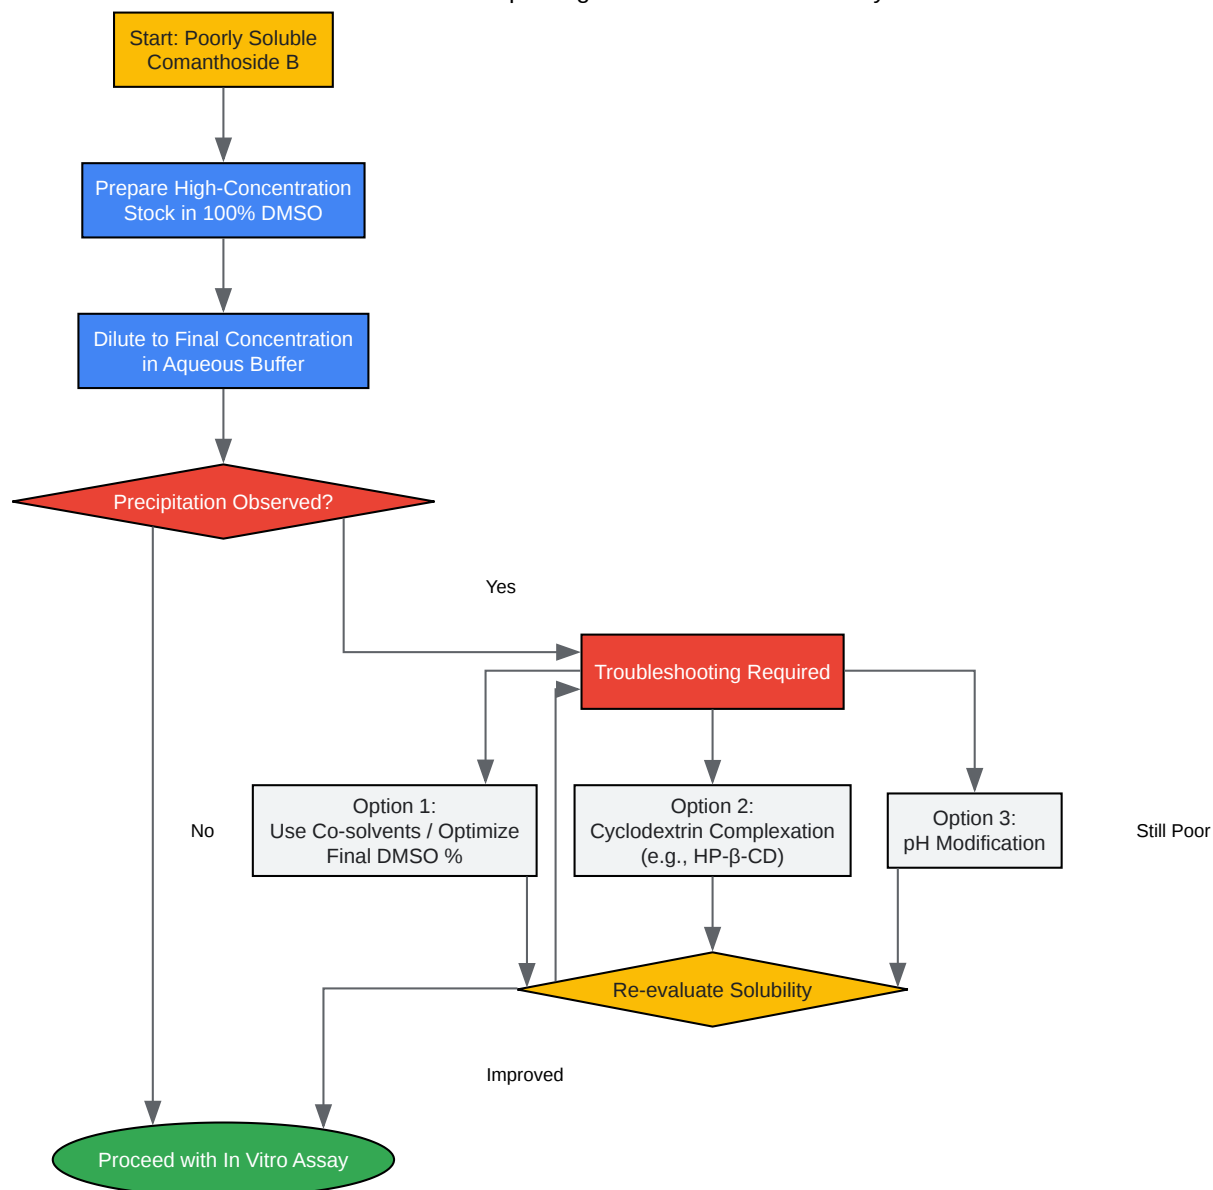 Start: Poorly Soluble
Comanthoside B
Prepare High-Concentration
Stock in 100% DMSO
Dilute to Final Concentration
in Aqueous Buffer
Precipitation Observed?
Yes
Troubleshooting Required
No
Option 1:
Use Co-solvents / Optimize
Final DMSO %
Option 2:
Cyclodextrin Complexation
(e.g., HP-β-CD)
Option 3:
pH Modification
Still Poor
Re-evaluate Solubility
Improved
Proceed with In Vitro Assay